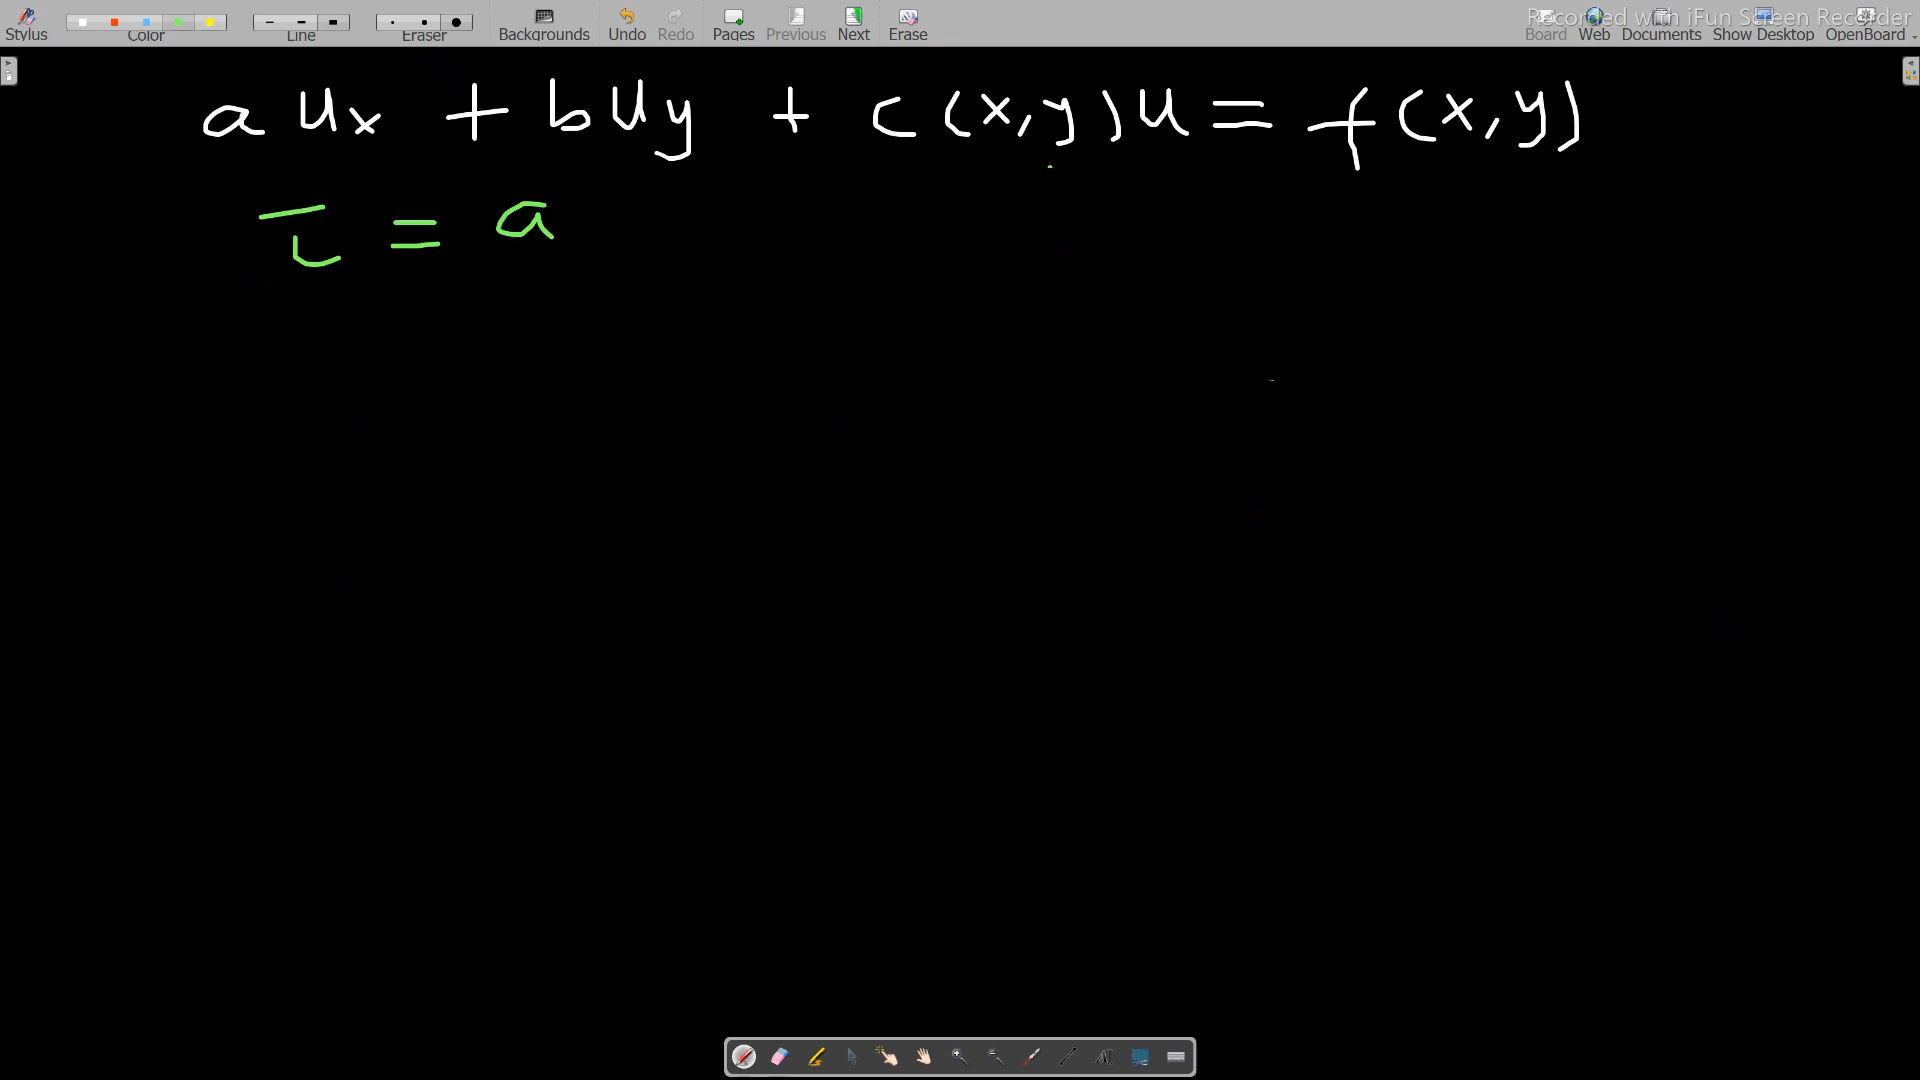 Recorded with iFun Screen Recorder
Stylus Color Line Eraser Backgrounds Undo Redo Pages Previous Next Erase Board Web Documents Show Desktop OpenBoard
a Ux + b Uy + c(x,y)u = f(x,y)
τ = a